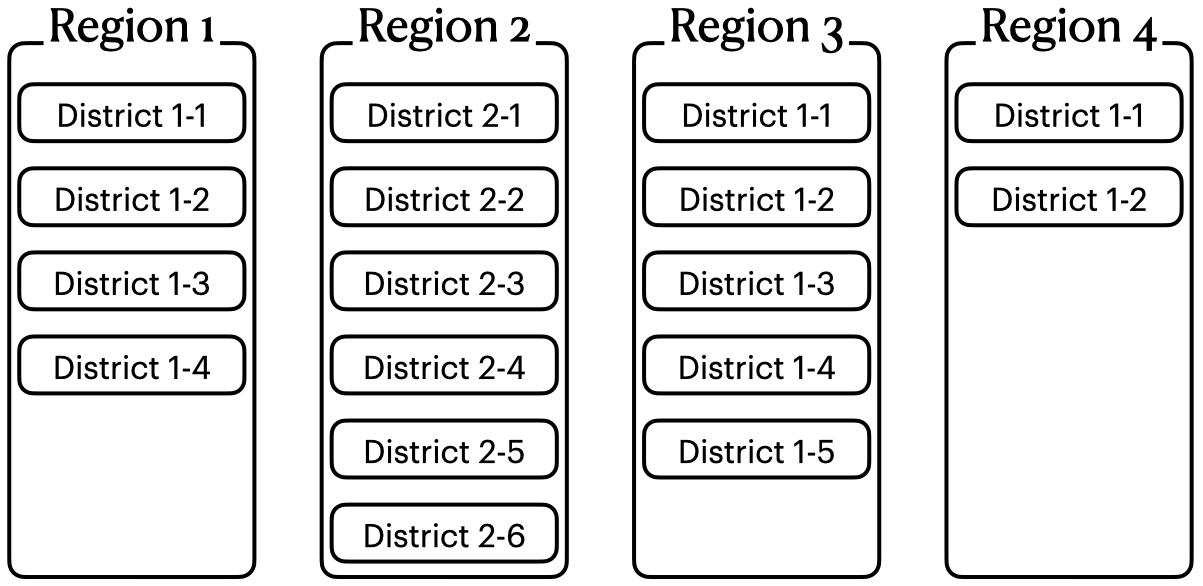 Region 1
District 1-1
District 1-2
District 1-3
District 1-4
Region 2
District 2-1
District 2-2
District 2-3
District 2-4
District 2-5
District 2-6
Region 3
District 1-1
District 1-2
District 1-3
District 1-4
District 1-5
Region 4
District 1-1
District 1-2